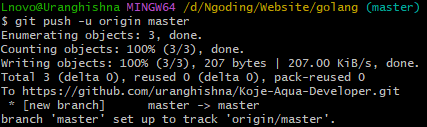 Lnovo@Uranghishna MINGW64 /d/Ngoding/Website/golang (master)
$ git push -u origin master
Enumerating objects: 3, done.
Counting objects: 100% (3/3), done.
Writing objects: 100% (3/3), 207 bytes | 207.00 KiB/s, done.
Total 3 (delta 0), reused 0 (delta 0), pack-reused 0
To https://github.com/uranghishna/Koje-Aqua-Developer.git
 * [new branch]      master -> master
branch 'master' set up to track 'origin/master'.